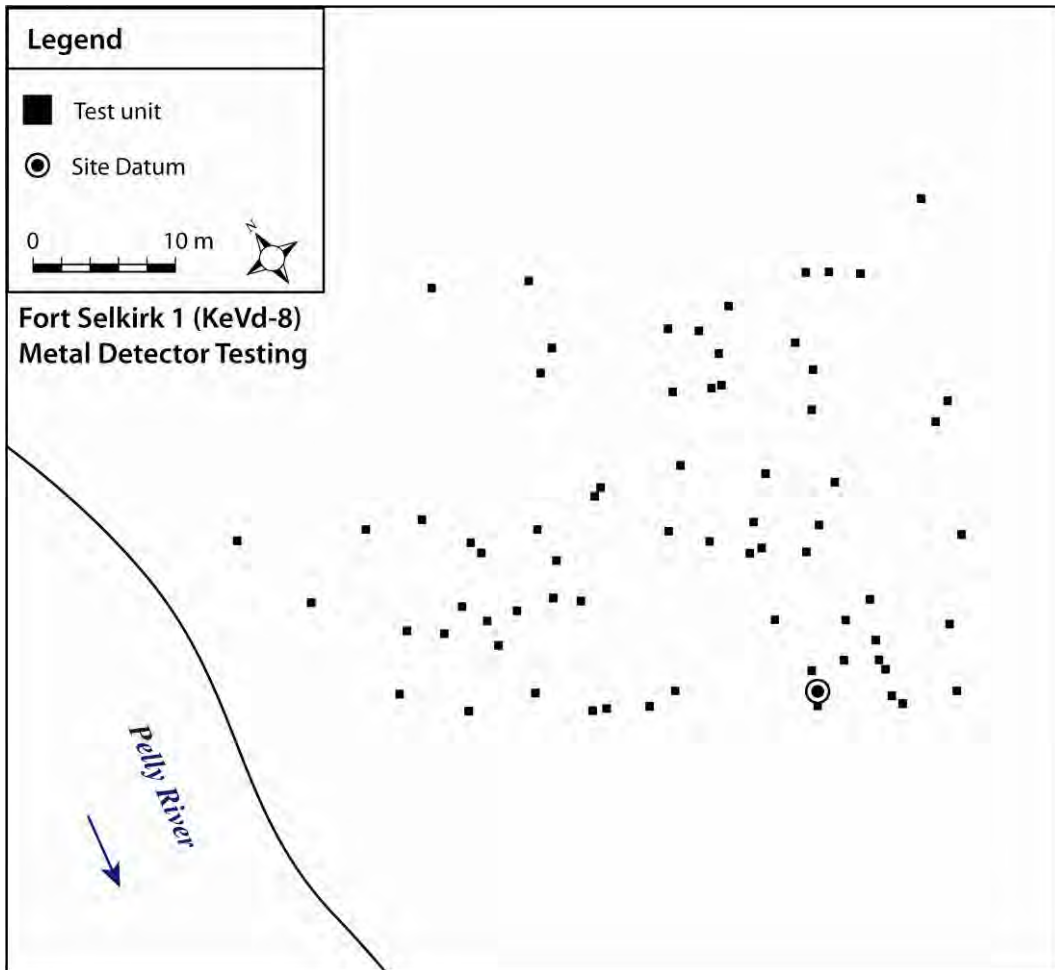 Legend
Test unit
Site Datum
0 10 m
N
Fort Selkirk 1 (KeVd-8)
Metal Detector Testing
Pelly River